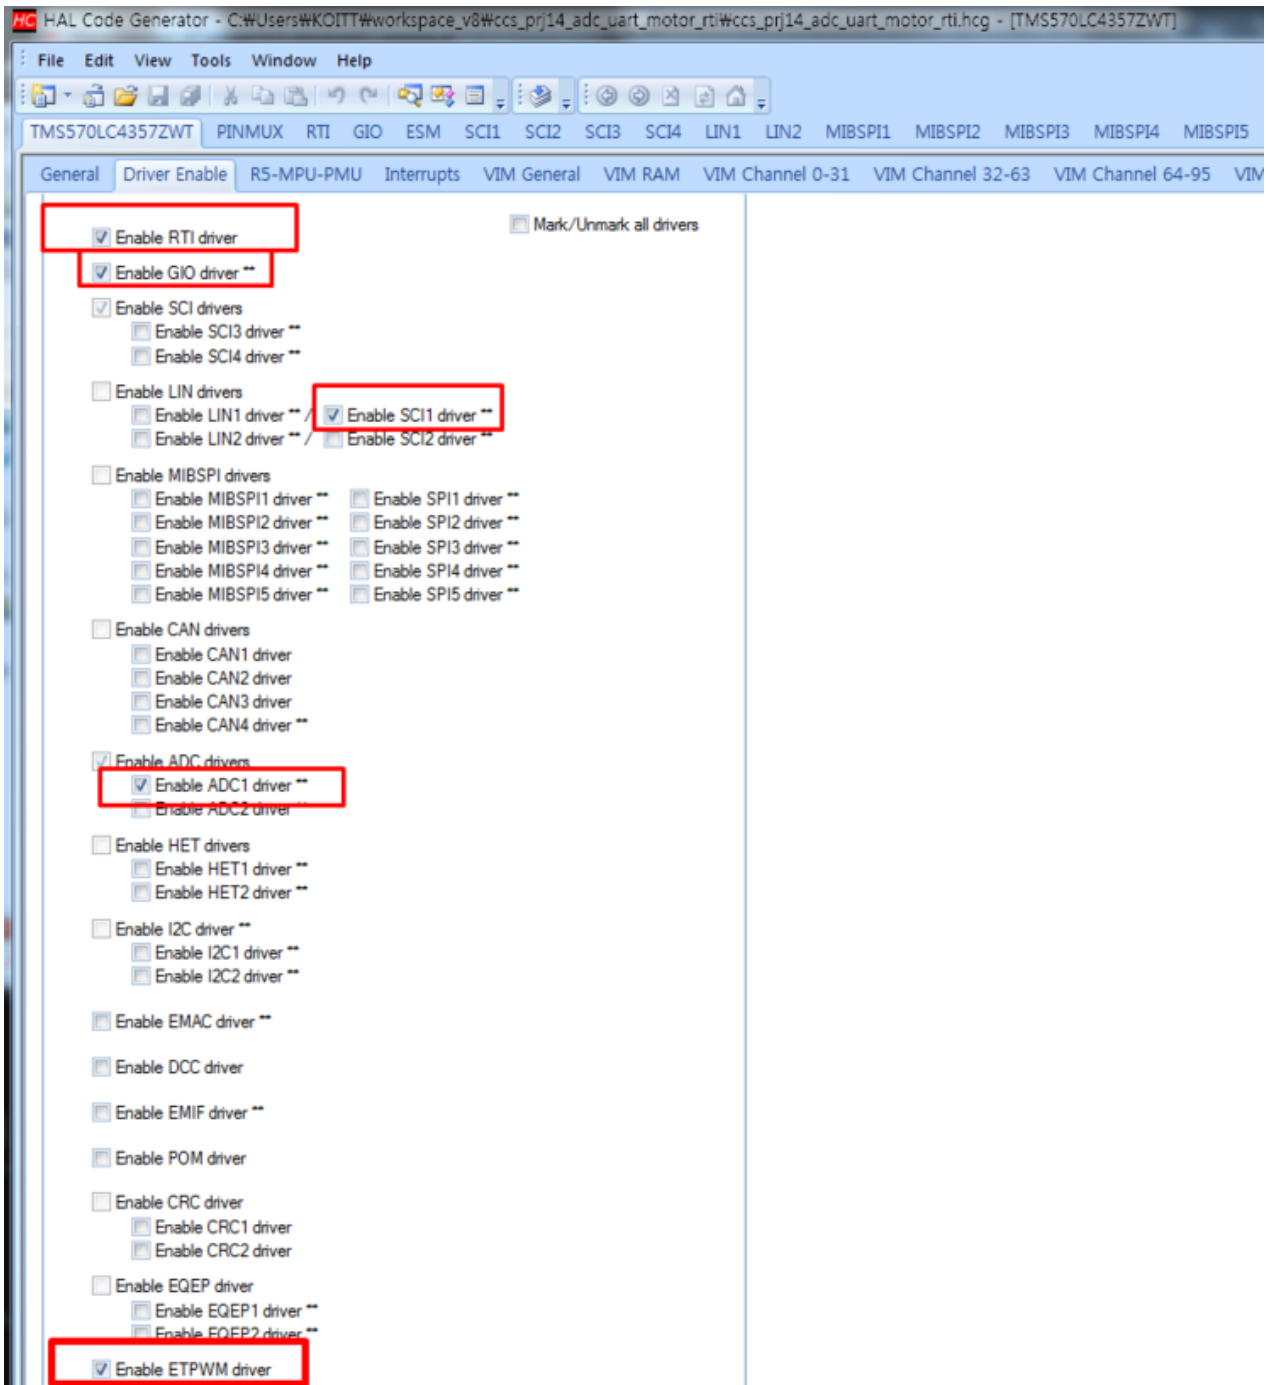 HC HAL Code Generator - C:₩Users₩KOITT₩workspace_v8₩ccs_prj14_adc_uart_motor_rti₩ccs_prj14_adc_uart_motor_rti.hcg - [TMS570LC4357ZWT]
File Edit View Tools Window Help
TMS570LC4357ZWT PINMUX RTI GIO ESM SCI1 SCI2 SCI3 SCI4 LIN1 LIN2 MIBSPI1 MIBSPI2 MIBSPI3 MIBSPI4 MIBSPI5
General Driver Enable R5-MPU-PMU Interrupts VIM General VIM RAM VIM Channel 0-31 VIM Channel 32-63 VIM Channel 64-95 VIM
Mark/Unmark all drivers
Enable RTI driver
Enable GIO driver **
Enable SCI drivers
Enable SCI3 driver **
Enable SCI4 driver **
Enable LIN drivers
Enable LIN1 driver ** / Enable SCI1 driver **
Enable LIN2 driver ** / Enable SCI2 driver **
Enable MIBSPI drivers
Enable MIBSPI1 driver ** Enable SPI1 driver **
Enable MIBSPI2 driver ** Enable SPI2 driver **
Enable MIBSPI3 driver ** Enable SPI3 driver **
Enable MIBSPI4 driver ** Enable SPI4 driver **
Enable MIBSPI5 driver ** Enable SPI5 driver **
Enable CAN drivers
Enable CAN1 driver
Enable CAN2 driver
Enable CAN3 driver
Enable CAN4 driver **
Enable ADC drivers
Enable ADC1 driver **
Enable ADC2 driver **
Enable HET drivers
Enable HET1 driver **
Enable HET2 driver **
Enable I2C driver **
Enable I2C1 driver **
Enable I2C2 driver **
Enable EMAC driver **
Enable DCC driver
Enable EMIF driver **
Enable POM driver
Enable CRC driver
Enable CRC1 driver
Enable CRC2 driver
Enable EQEP driver
Enable EQEP1 driver **
Enable EQEP2 driver **
Enable ETPWM driver